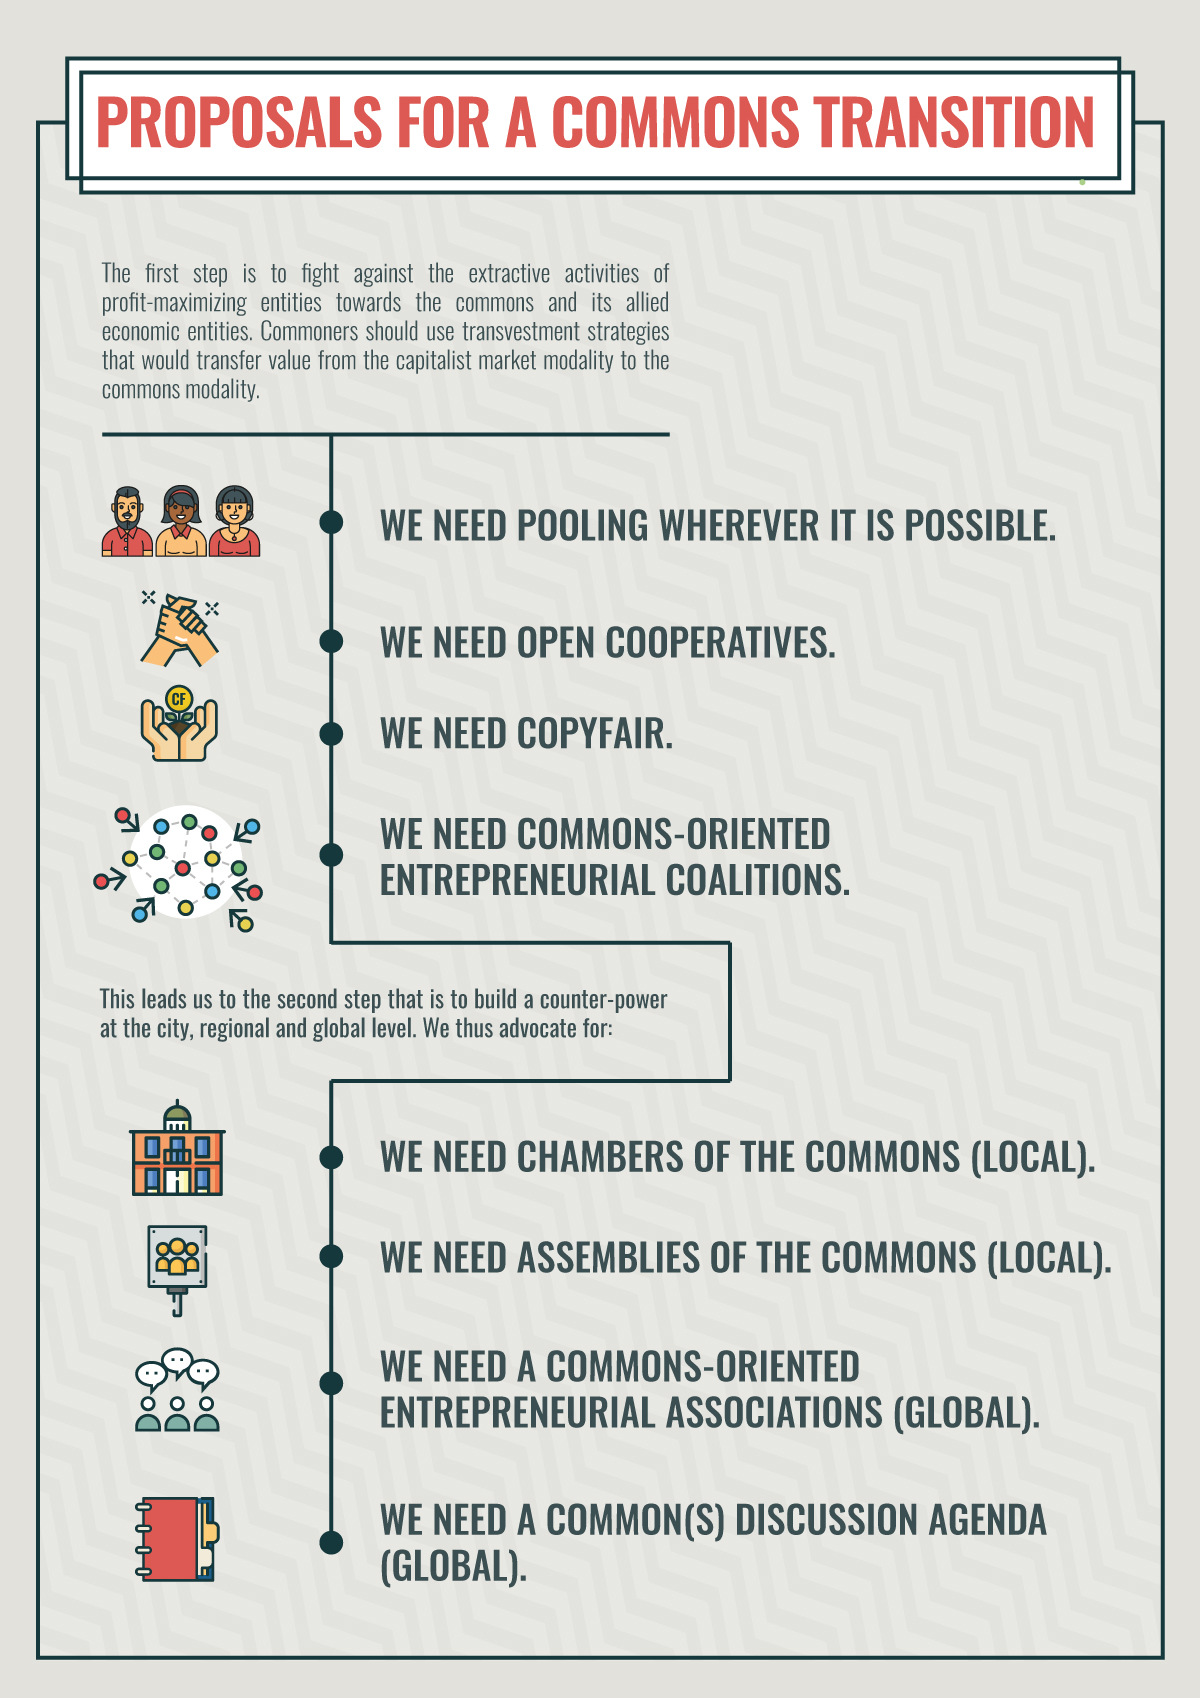 PROPOSALS FOR A COMMONS TRANSITION
The first step is to fight against the extractive activities of
profit-maximizing entities towards the commons and its allied
economic entities. Commoners should use transvestment strategies
that would transfer value from the capitalist market modality to the
commons modality.
WE NEED POOLING WHEREVER IT IS POSSIBLE.
WE NEED OPEN COOPERATIVES.
CF
WE NEED COPYFAIR.
WE NEED COMMONS-ORIENTED
ENTREPRENEURIAL COALITIONS.
This leads us to the second step that is to build a counter-power
at the city, regional and global level. We thus advocate for:
WE NEED CHAMBERS OF THE COMMONS (LOCAL).
WE NEED ASSEMBLIES OF THE COMMONS (LOCAL).
WE NEED A COMMONS-ORIENTED
ENTREPRENEURIAL ASSOCIATIONS (GLOBAL).
WE NEED A COMMON(S) DISCUSSION AGENDA
(GLOBAL).